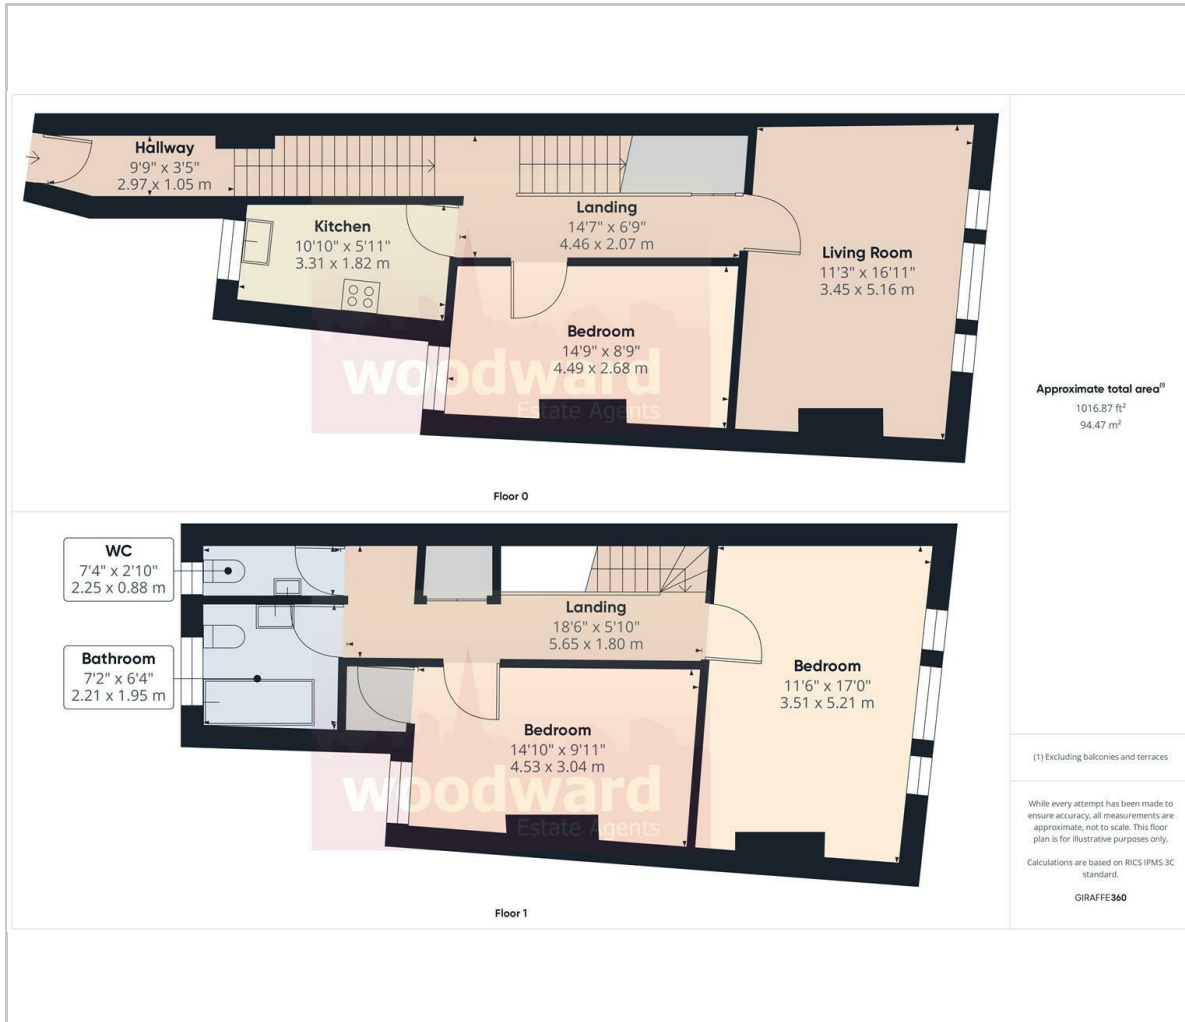 Hallway
9'9" x 3'5"
2.97 x 1.05 m
Kitchen
10'10" x 5'11"
3.31 x 1.82 m
Landing
14'7" x 6'9"
4.46 x 2.07 m
Living Room
11'3" x 16'11"
3.45 x 5.16 m
Bedroom
14'9" x 8'9"
4.49 x 2.68 m
woodward
Estate Agents
Floor 0
WC
7'4" x 2'10"
2.25 x 0.88 m
Bathroom
7'2" x 6'4"
2.21 x 1.95 m
Landing
18'6" x 5'10"
5.65 x 1.80 m
Bedroom
11'6" x 17'0"
3.51 x 5.21 m
Bedroom
14'10" x 9'11"
4.53 x 3.04 m
woodward
Estate Agents
Floor 1
Approximate total area(1)
1016.87 ft²
94.47 m²
(1) Excluding balconies and terraces
While every attempt has been made to
ensure accuracy, all measurements are
approximate, not to scale. This floor
plan is for illustrative purposes only.
Calculations are based on RICS IPMS 3C
standard.
GIRAFFE360